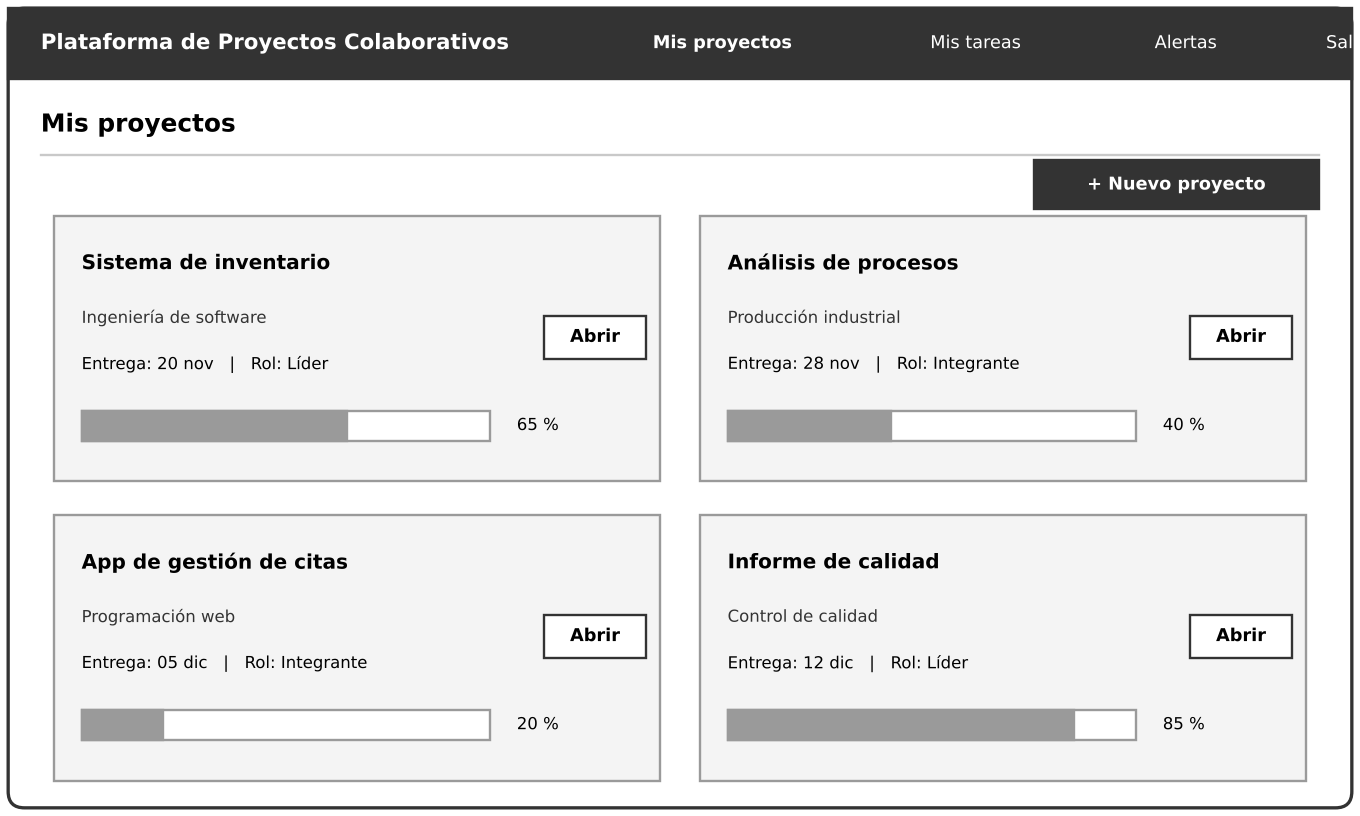 Plataforma de Proyectos Colaborativos Mis proyectos Mis tareas Alertas Sal
Mis proyectos
+ Nuevo proyecto
Sistema de inventario
Ingeniería de software
Abrir
Entrega: 20 nov | Rol: Líder
65 %
Análisis de procesos
Producción industrial
Abrir
Entrega: 28 nov | Rol: Integrante
40 %
App de gestión de citas
Programación web
Abrir
Entrega: 05 dic | Rol: Integrante
20 %
Informe de calidad
Control de calidad
Abrir
Entrega: 12 dic | Rol: Líder
85 %